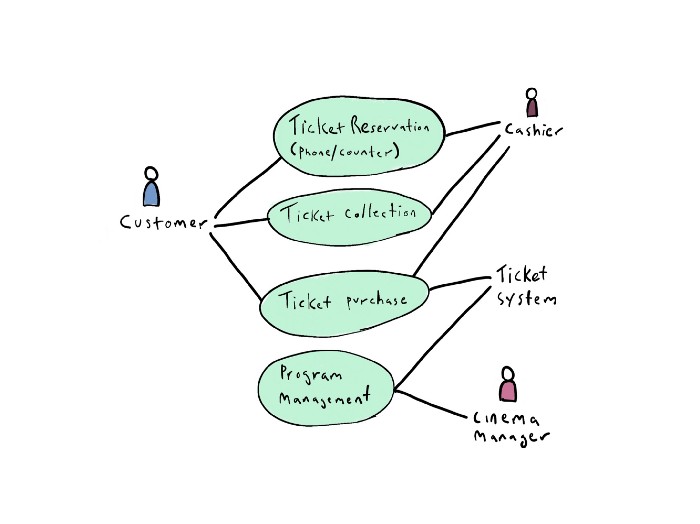 Ticket Reservation
(Phone/counter)
Cashier
Customer
Ticket collection
Ticket purchase
Ticket
system
Program
Management
Cinema
Manager